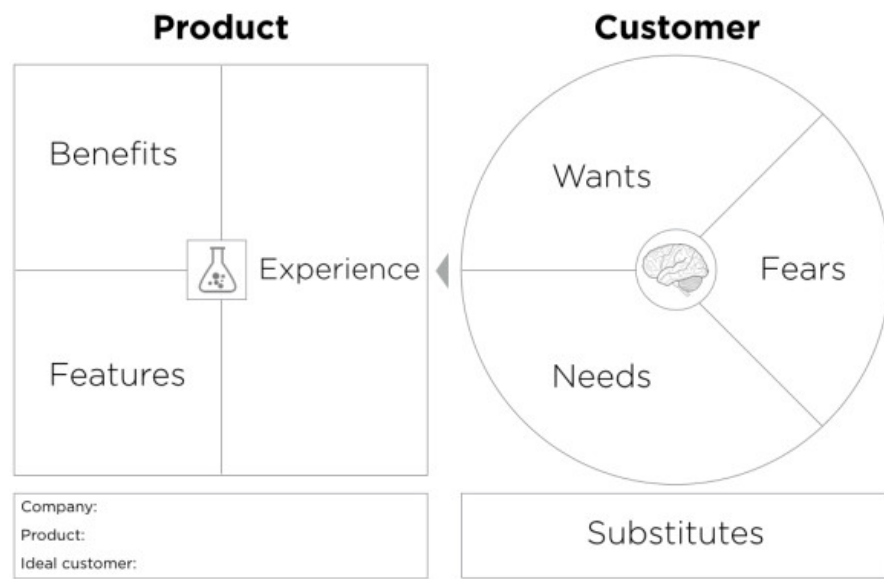 Product
Benefits
Features
Experience
Company:
Product:
Ideal customer:
Customer
Wants
Fears
Needs
Substitutes